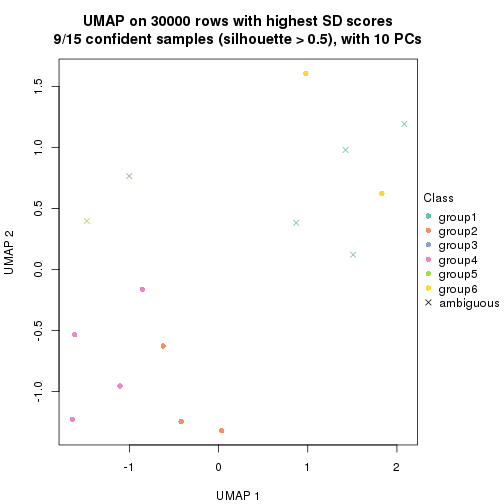 UMAP on 30000 rows with highest SD scores
9/15 confident samples (silhouette > 0.5), with 10 PCs
1.5
1.0
0.5
0.0
-0.5
-1.0
UMAP 2
-1
0
1
2
UMAP 1
Class
group1
group2
group3
group4
group5
group6
ambiguous